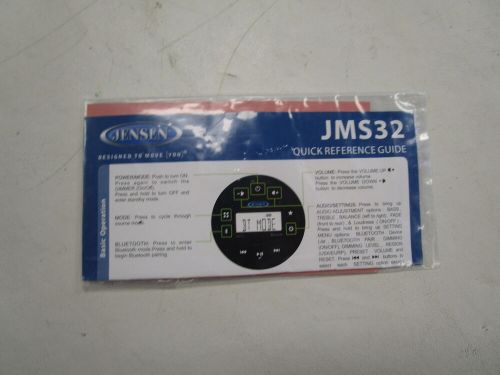 JENSEN
DESIGNED TO MOVE [YOU]
JMS32
QUICK REFERENCE GUIDE
Basic Operation
POWER/MODE: Push to turn ON.
Press again to switch the
DIMMER ON/Off.
Press and hold to turn OFF and
enter standby mode.
MODE: Press to cycle through
source mode.
BLUETOOTH: Press to enter
Bluetooth mode. Press and hold to
begin Bluetooth pairing.
JENSEN
BT MODE
VOLUME: Press the VOLUME UP
button to increase volume.
Press the VOLUME DOWN
button to decrease volume.
AUDIO/SETTINGS: Press to bring up
AUDIO ADJUSTMENT options : BASS,
TREBLE, BALANCE (left to right), FADE
(front to rear) & Loudness (ON/OFF).
Press and hold to bring up SETTING
MENU options: BLUETOOTH Device
List, BLUETOOTH PAIR, DIMMING
(ON/OFF), DIMMING LEVEL, REGION
(USA/EURP), PRESET VOLUME and
RESET. Press and buttons to
select each SETTING option